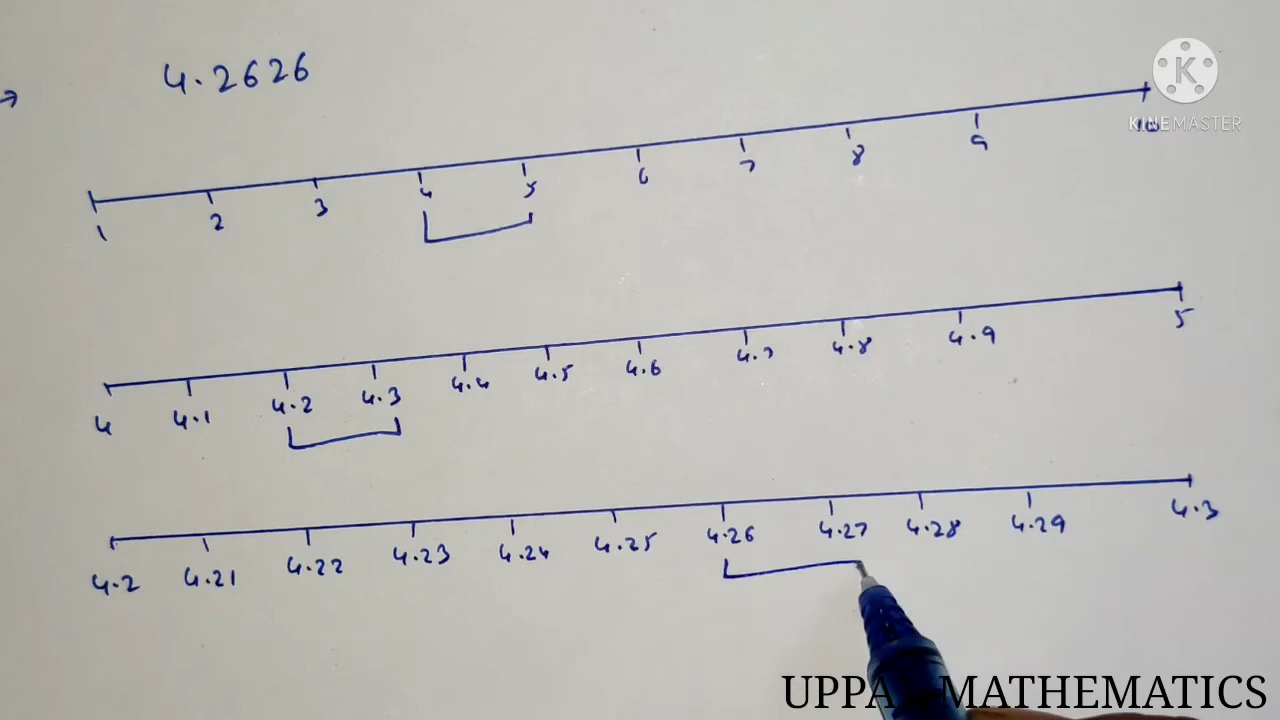 → 4.2626
K
KINEMASTER
1 2 3 4 5 6 7 8 9 10
4 4.1 4.2 4.3 4.4 4.5 4.6 4.7 4.8 4.9 5
4.2 4.21 4.22 4.23 4.24 4.25 4.26 4.27 4.28 4.29 4.3
UPPA MATHEMATICS